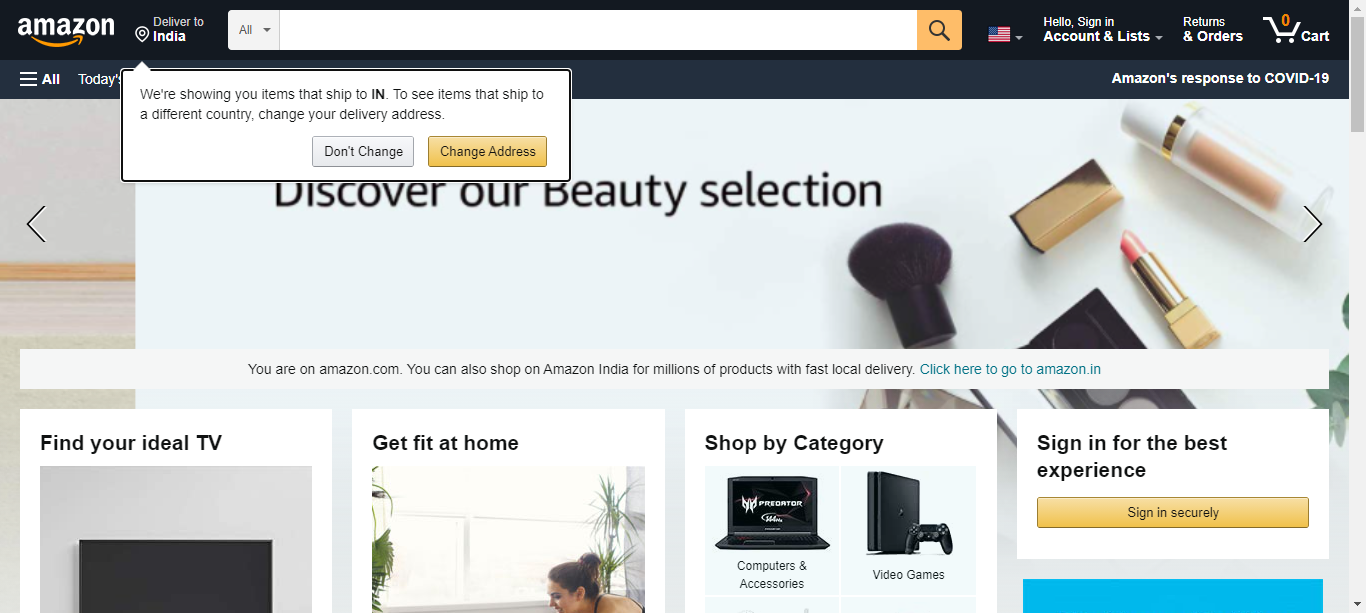 amazon
Deliver to
India
All
Hello, Sign in
Account & Lists
Returns
& Orders
0
Cart
All
Today's
Amazon's response to COVID-19
We're showing you items that ship to IN. To see items that ship to
a different country, change your delivery address.
Don't Change
Change Address
Discover our Beauty selection
You are on amazon.com. You can also shop on Amazon India for millions of products with fast local delivery. Click here to go to amazon.in
Find your ideal TV
Get fit at home
Shop by Category
PREDATOR
Computers &
Accessories
Video Games
Sign in for the best
experience
Sign in securely